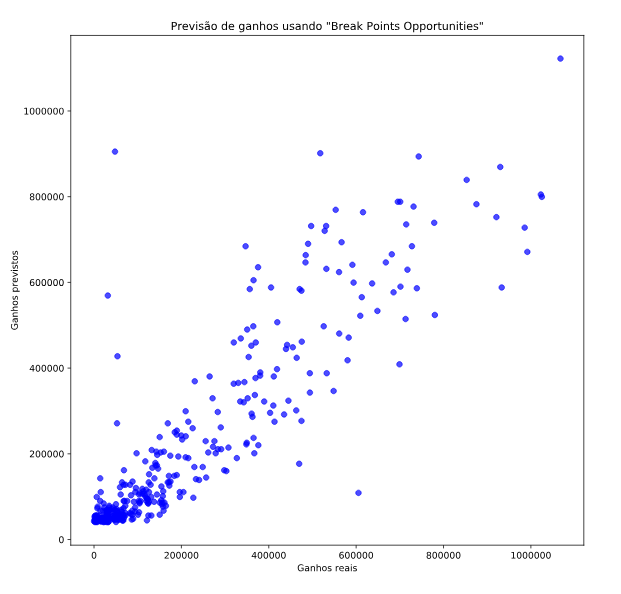 Previsão de ganhos usando "Break Points Opportunities"
1000000
800000
600000
400000
200000
0
Ganhos previstos
0 200000 400000 600000 800000 1000000
Ganhos reais